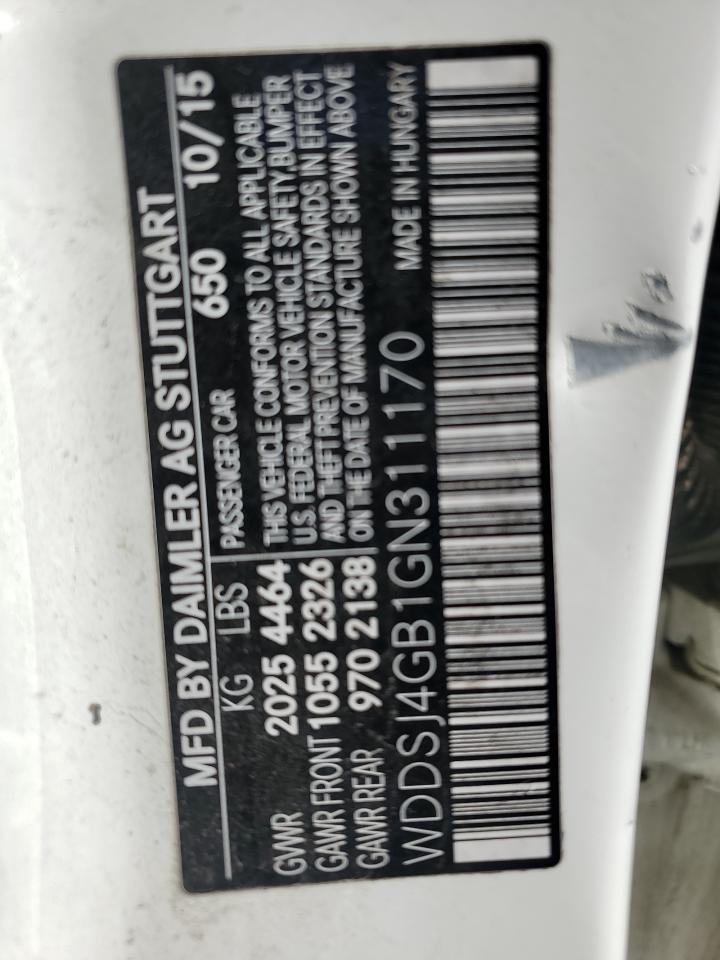 MFD BY DAIMLER AG STUTTGART
KG LBS PASSENGER CAR 650 10/15
GVWR 2025 4464 THIS VEHICLE CONFORMS TO ALL APPLICABLE
GAWR FRONT 1055 2326 U.S. FEDERAL MOTOR VEHICLE SAFETY, BUMPER
AND THEFT PREVENTION STANDARDS IN EFFECT
GAWR REAR 970 2138 ON THE DATE OF MANUFACTURE SHOWN ABOVE
WDDSJ4GB1GN311170 MADE IN HUNGARY